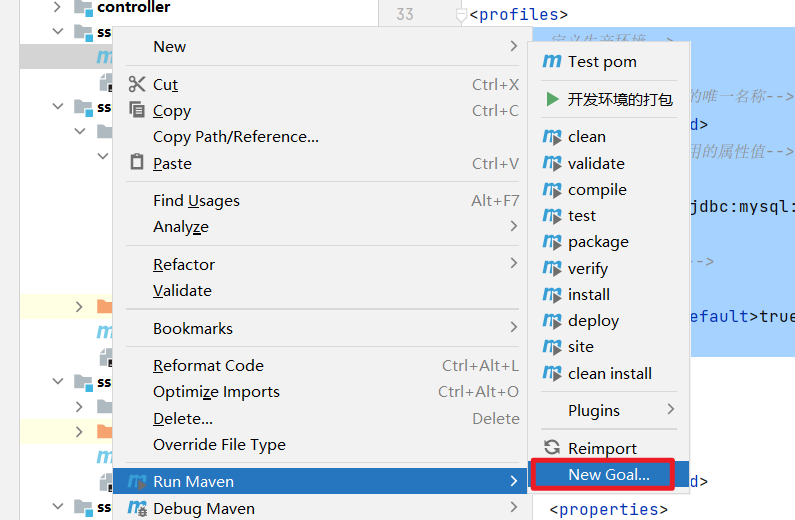 controller
ss
ss
ss
ss
New
Cut Ctrl+X
Copy Ctrl+C
Copy Path/Reference...
Paste Ctrl+V
Find Usages Alt+F7
Analyze
Refactor
Validate
Bookmarks
Reformat Code Ctrl+Alt+L
Optimize Imports Ctrl+Alt+O
Delete... Delete
Override File Type
Run Maven
Debug Maven
Test pom
开发环境的打包
clean
validate
compile
test
package
verify
install
deploy
site
clean install
Plugins
Reimport
New Goal...
33 <profiles>
的唯一名称-->
d>
用的属性值-->
jdbc:mysql:
-->
efault>true
d>
<properties>